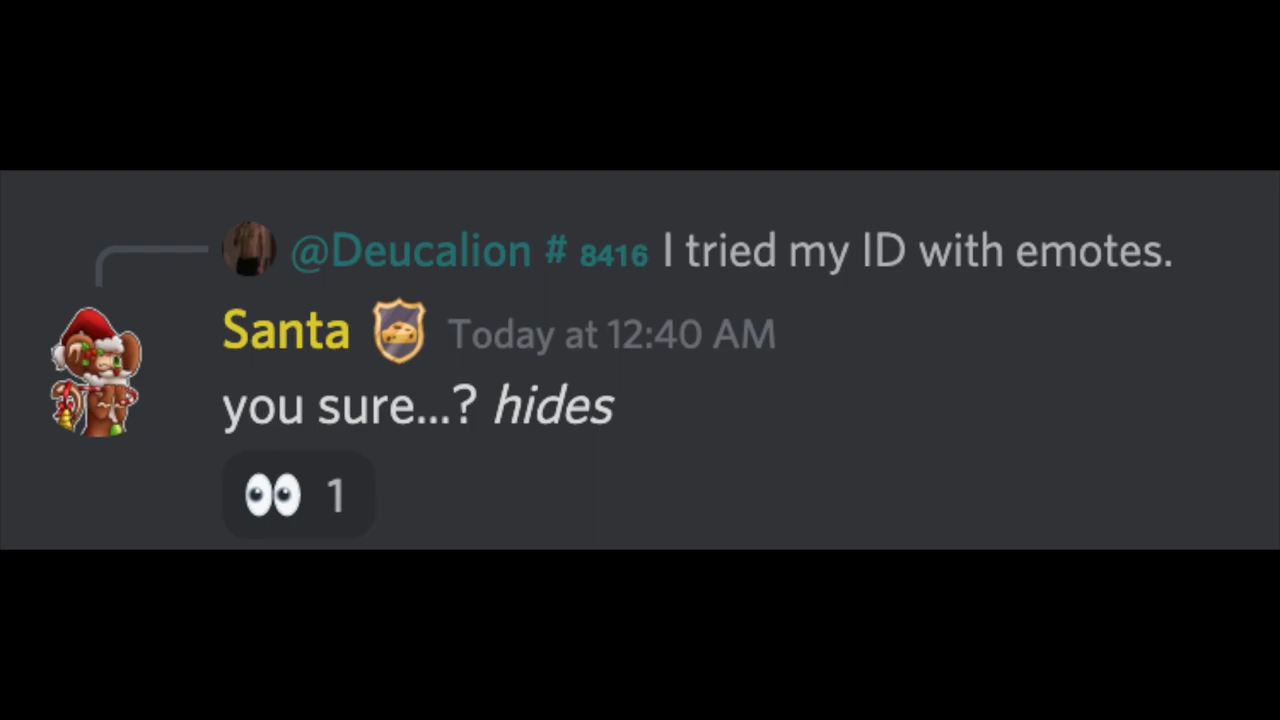 @Deucalion # 8416 I tried my ID with emotes.
Santa Today at 12:40 AM
you sure...? hides
1